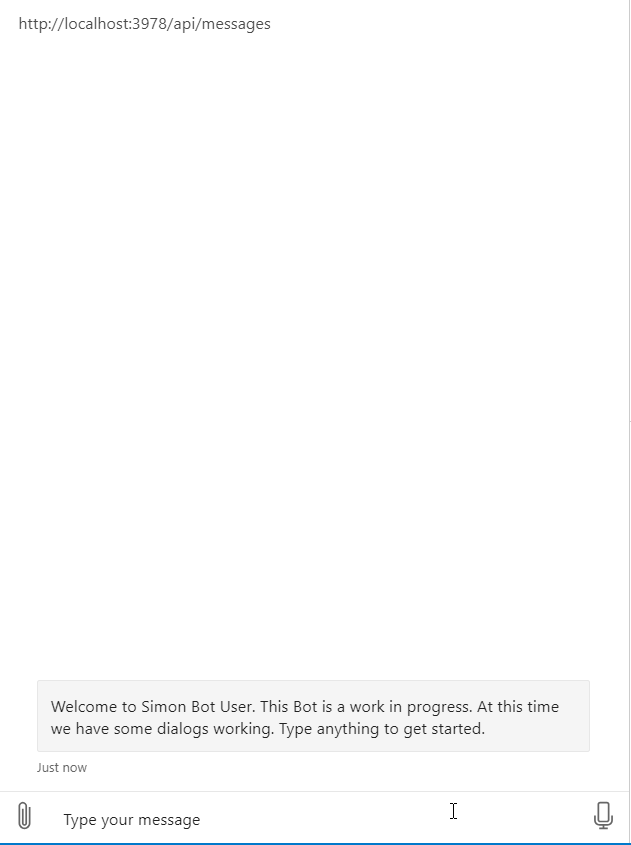 http://localhost:3978/api/messages
Welcome to Simon Bot User. This Bot is a work in progress. At this time
we have some dialogs working. Type anything to get started.
Just now
Type your message